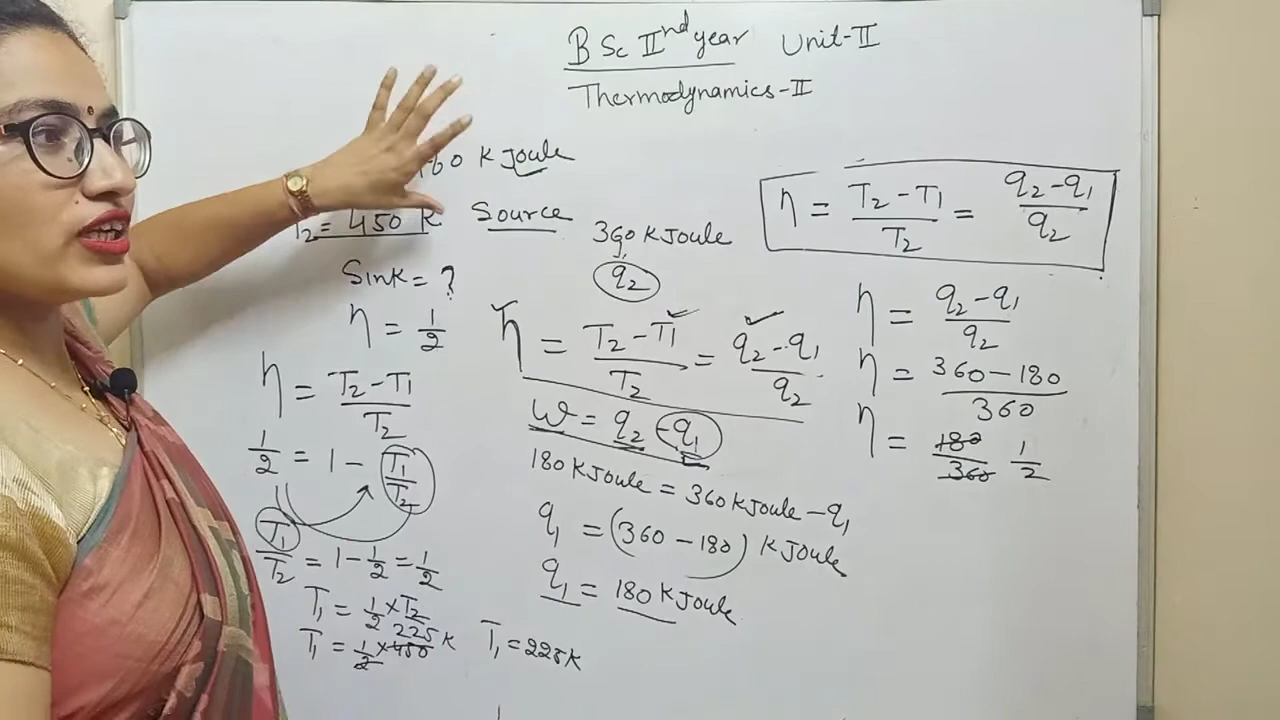 BSc IInd year Unit-II
Thermodynamics-II
60 K Joule
T₂ = 450 K Source
Sink = ?
η = 1/2
η = T₂ - T₁ / T₂
1/2 = 1 - T₁/T₂
T₁/T₂ = 1 - 1/2 = 1/2
T₁ = 1/2 × T₂
225
T₁ = 1/2 × 450 K
T₁ = 225K
360 K Joule
q₂
η = T₂ - T₁ / T₂ = q₂ - q₁ / q₂
w = q₂ - q₁
180 K Joule = 360 K Joule - q₁
q₁ = (360 - 180) K Joule
q₁ = 180 K Joule
η = T₂ - T₁ / T₂ = q₂ - q₁ / q₂
η = q₂ - q₁ / q₂
η = 360 - 180 / 360
η = 180/360 1/2